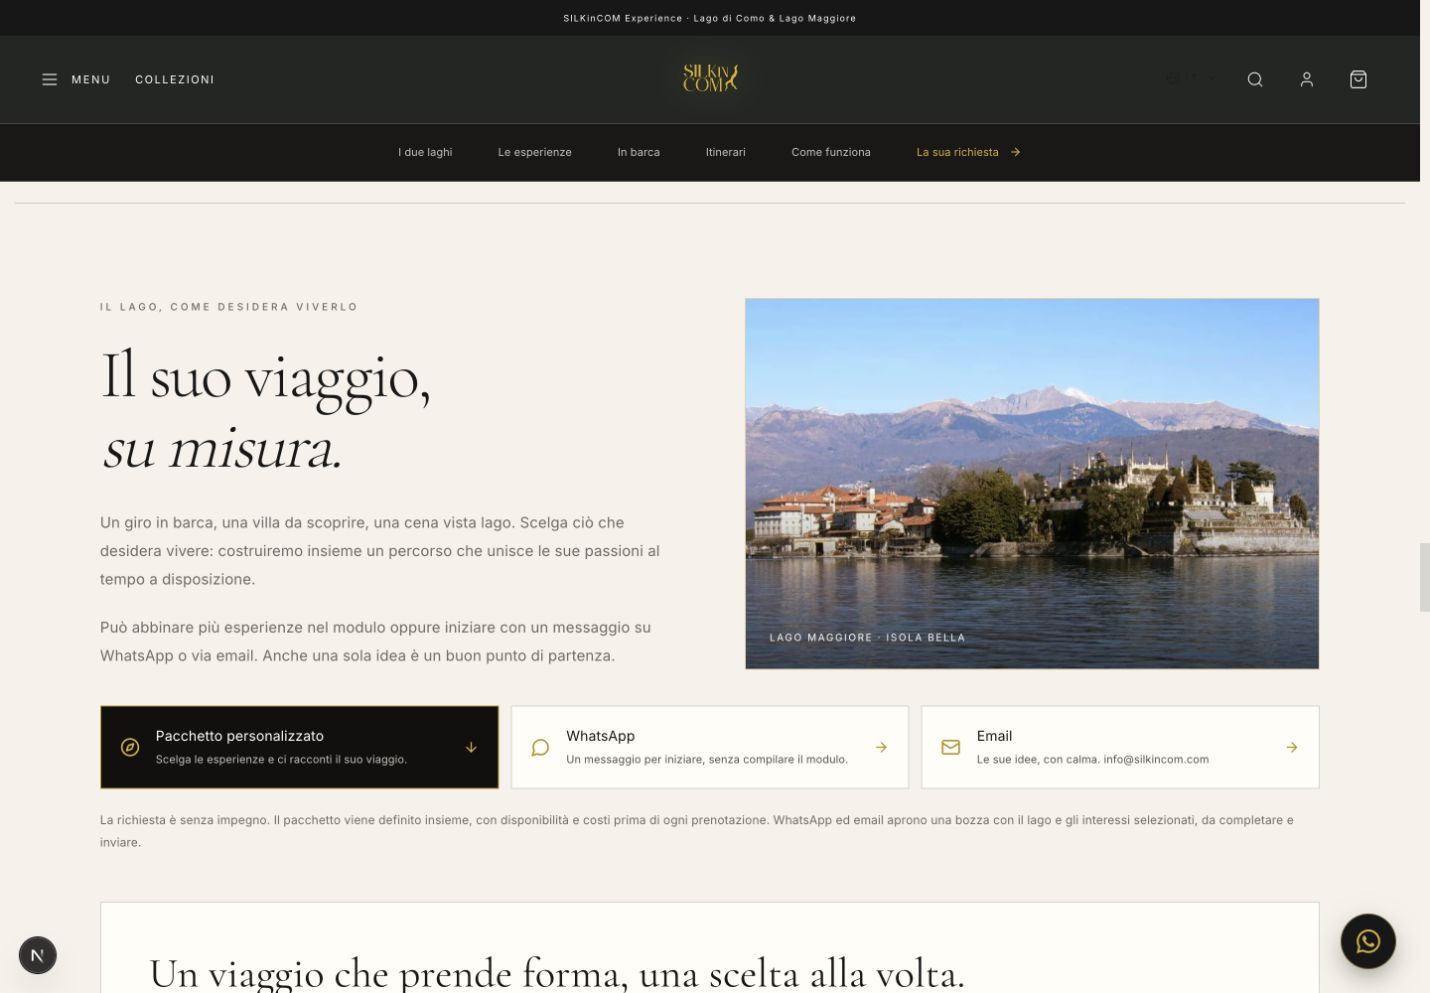 SILKinCOM Experience · Lago di Como & Lago Maggiore
MENU
COLLEZIONI
SILKIN
COM
I due laghi
Le esperienze
In barca
Itinerari
Come funziona
La sua richiesta →
IL LAGO, COME DESIDERA VIVERLO
Il suo viaggio,
su misura.
Un giro in barca, una villa da scoprire, una cena vista lago. Scelga ciò che
desidera vivere: costruiremo insieme un percorso che unisce le sue passioni al
tempo a disposizione.
Può abbinare più esperienze nel modulo oppure iniziare con un messaggio su
WhatsApp o via email. Anche una sola idea è un buon punto di partenza.
LAGO MAGGIORE · ISOLA BELLA
Pacchetto personalizzato
Scelga le esperienze e ci racconti il suo viaggio.
WhatsApp
Un messaggio per iniziare, senza compilare il modulo.
Email
Le sue idee, con calma. info@silkincom.com
La richiesta è senza impegno. Il pacchetto viene definito insieme, con disponibilità e costi prima di ogni prenotazione. WhatsApp ed email aprono una bozza con il lago e gli interessi selezionati, da completare e
inviare.
Un viaggio che prende forma, una scelta alla volta.
N